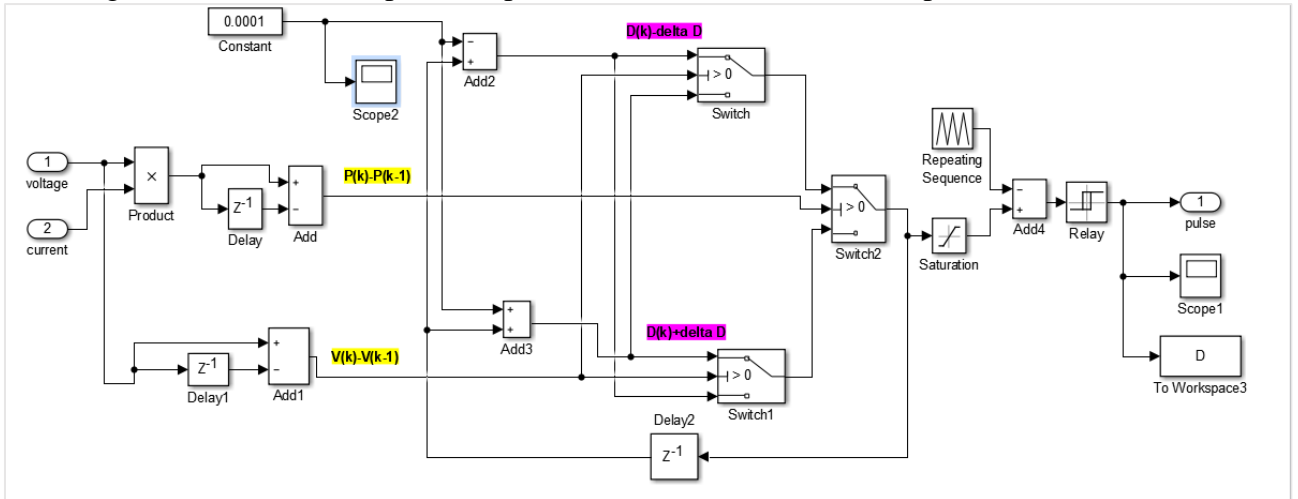 0.0001
Constant
Scope2
−
+
Add2
D(k)-delta D
> 0
Switch
1
voltage
2
current
×
Product
Z-1
Delay
+
−
Add
P(k)-P(k-1)
> 0
Switch2
Repeating
Sequence
Saturation
−
+
Add4
Relay
1
pulse
Scope1
D
To Workspace3
+
+
Add3
D(k)+delta D
> 0
Switch1
Z-1
Delay1
+
−
Add1
V(k)-V(k-1)
Delay2
Z-1